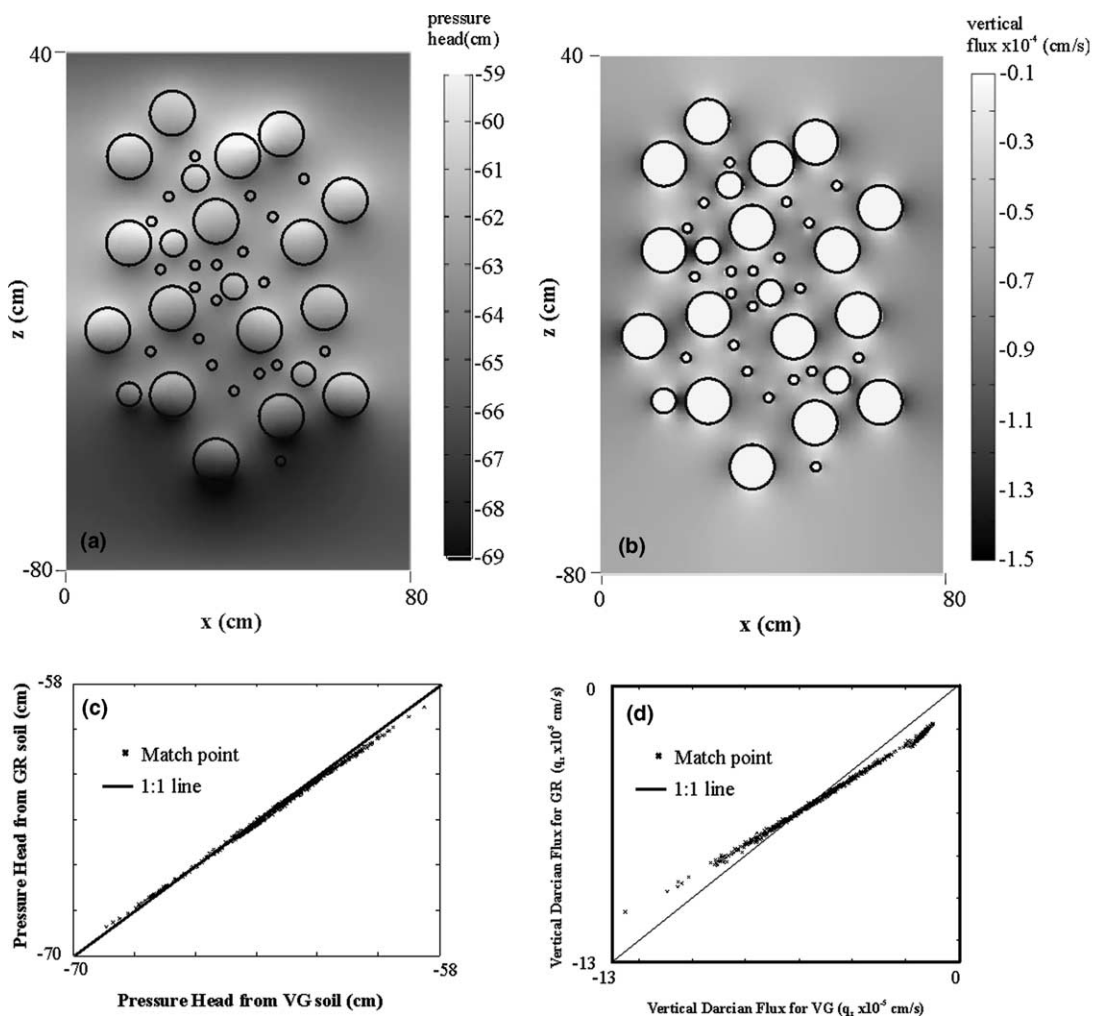 pressure
head(cm)
40
-59
-60
-61
-62
-63
-64
-65
-66
-67
-68
-69
z (cm)
(a)
-80
0
80
x (cm)
vertical
flux x10⁻⁴ (cm/s)
40
-0.1
-0.3
-0.5
-0.7
-0.9
-1.1
-1.3
-1.5
z (cm)
(b)
-80
0
80
x (cm)
-58
(c)
Match point
1:1 line
Pressure Head from GR soil (cm)
-70
-70
-58
Pressure Head from VG soil (cm)
0
(d)
Match point
1:1 line
Vertical Darcian Flux for GR (q, x10⁻⁵ cm/s)
-13
-13
0
Vertical Darcian Flux for VG (q, x10⁻⁵ cm/s)